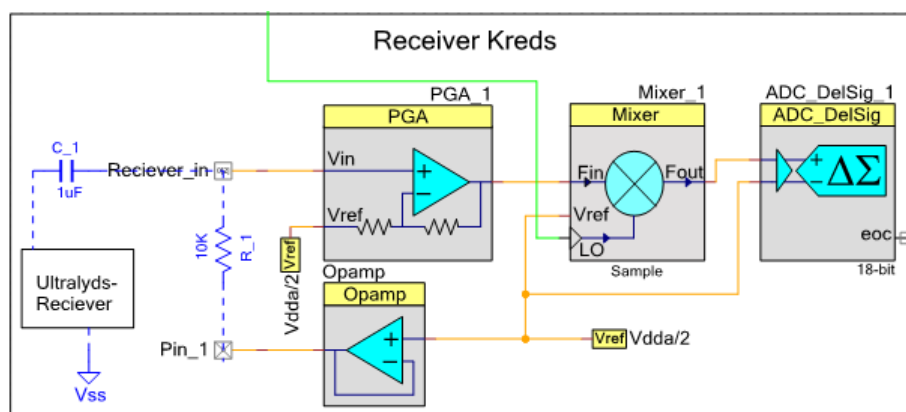 Receiver Kreds
PGA_1
PGA
Vin
Vref
Vdda/2
Vref
Mixer_1
Mixer
Fin
Fout
Vref
LO
Sample
ADC_DelSig_1
ADC_DelSig
ΔΣ
eoc
18-bit
C_1
1uF
Reciever_in
10K
R_1
Ultralyds-
Reciever
Vss
Pin_1
Opamp
Opamp
Vref Vdda/2